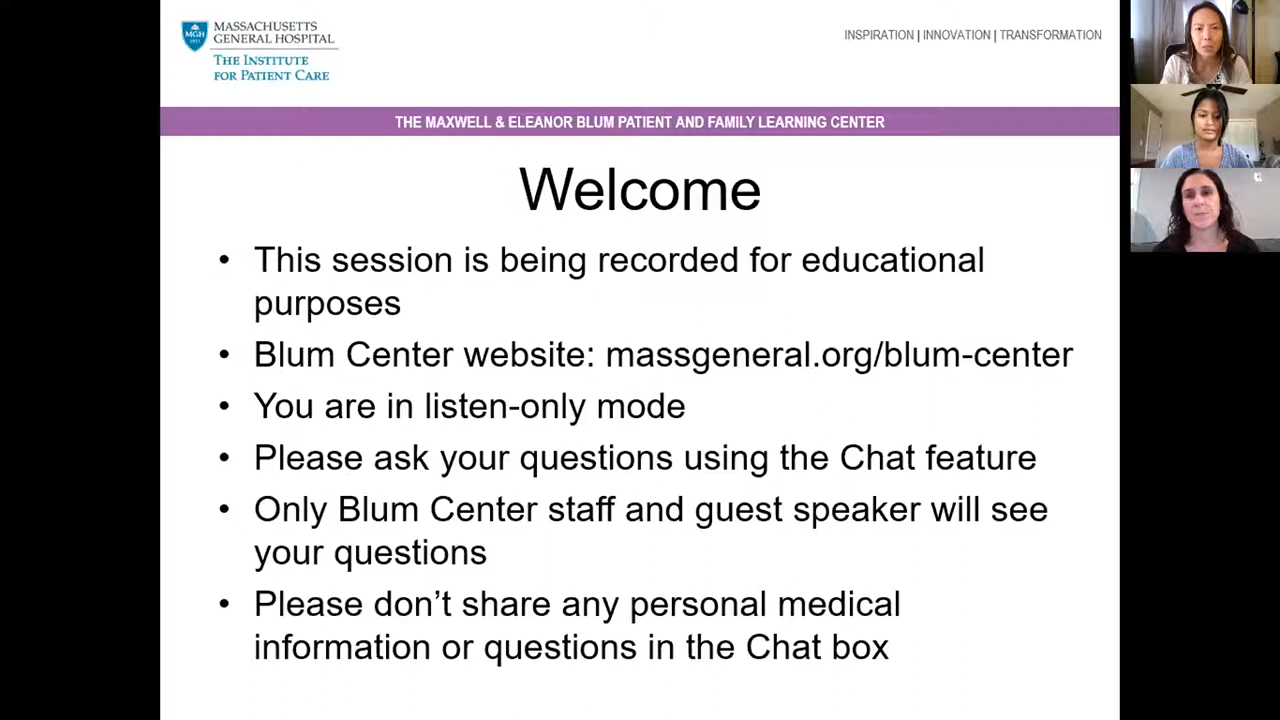 MASSACHUSETTS
GENERAL HOSPITAL
THE INSTITUTE
FOR PATIENT CARE
MGH
1811
INSPIRATION | INNOVATION | TRANSFORMATION
THE MAXWELL & ELEANOR BLUM PATIENT AND FAMILY LEARNING CENTER
Welcome
• This session is being recorded for educational
purposes
• Blum Center website: massgeneral.org/blum-center
• You are in listen-only mode
• Please ask your questions using the Chat feature
• Only Blum Center staff and guest speaker will see
your questions
• Please don’t share any personal medical
information or questions in the Chat box